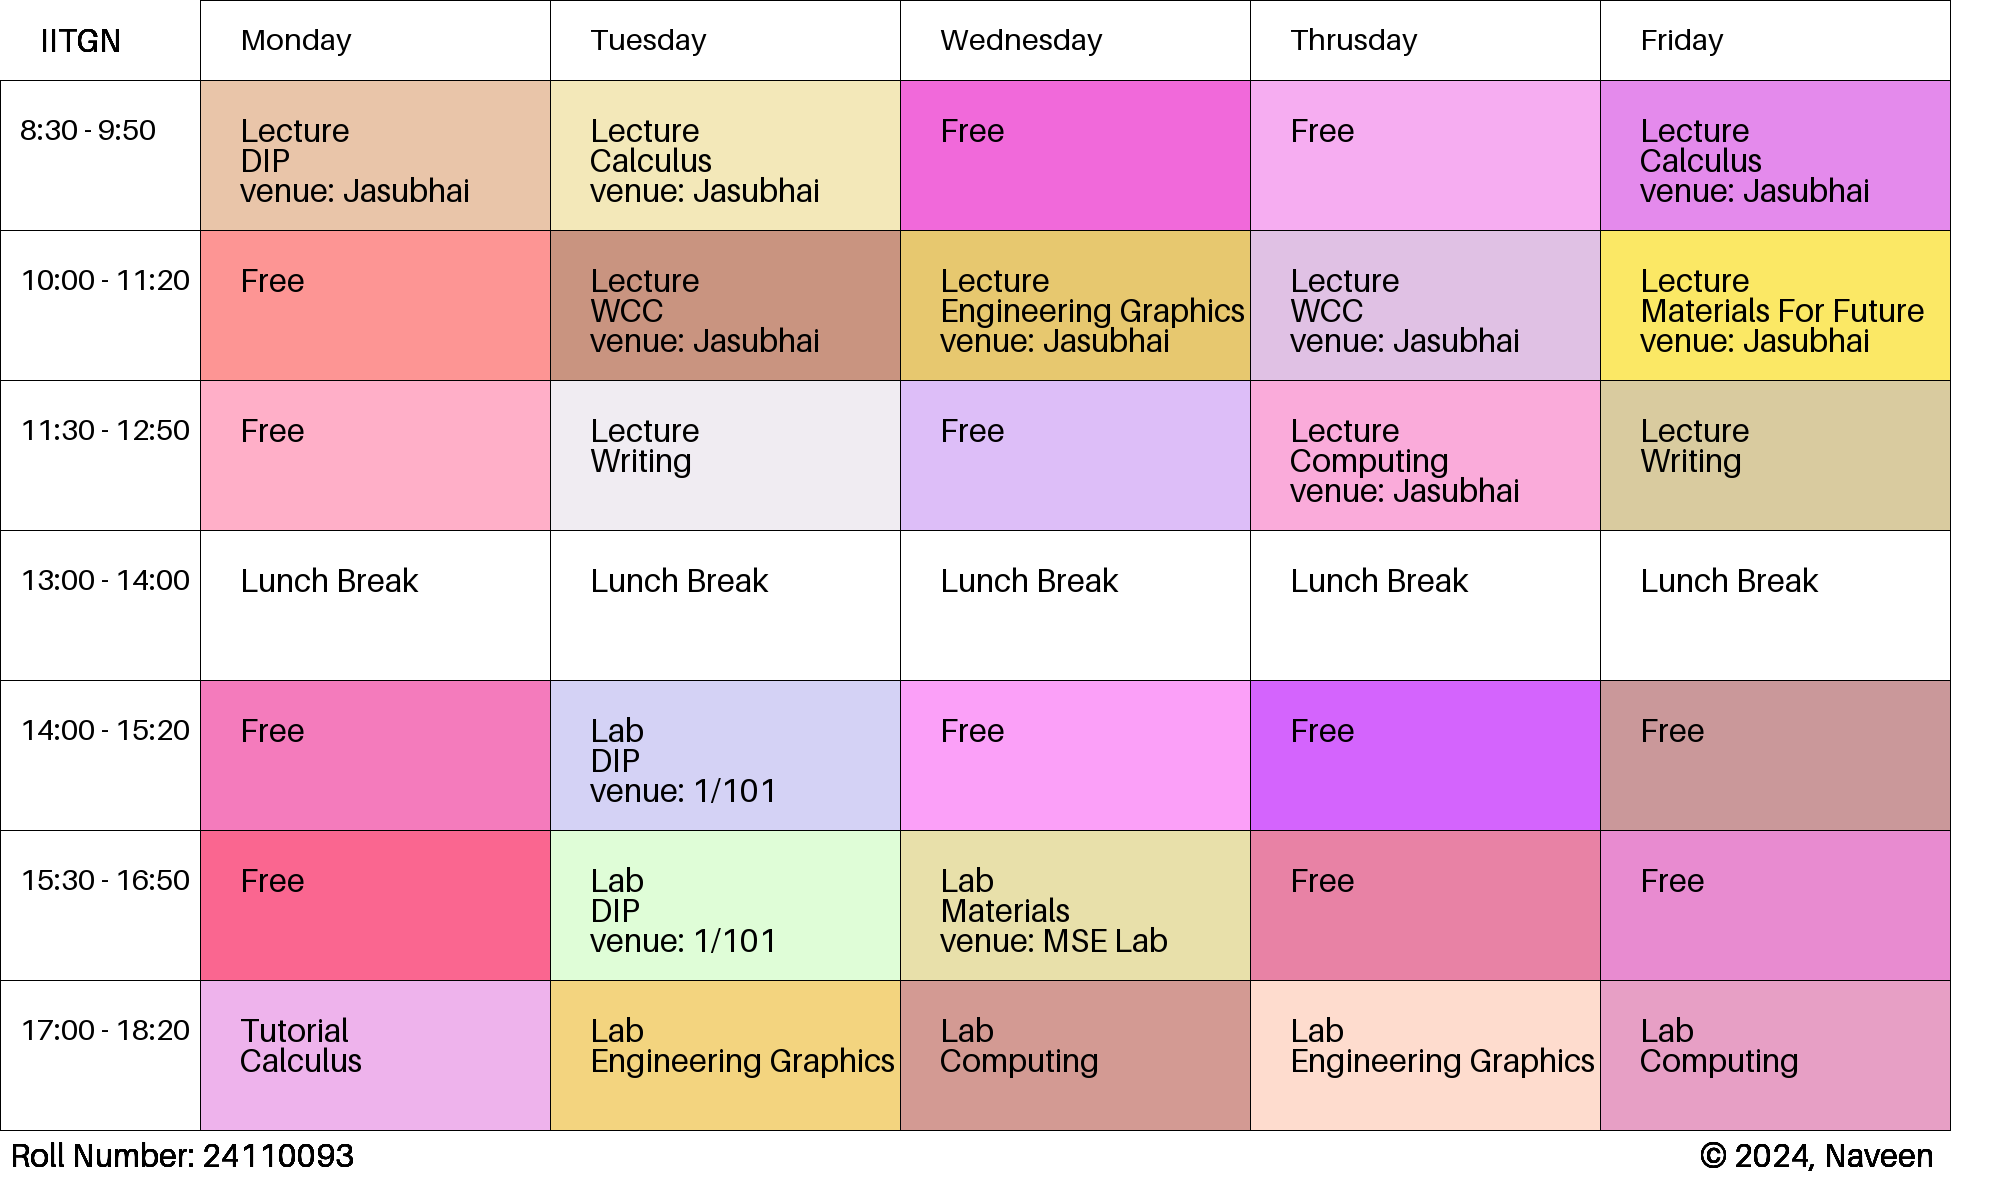 IITGN
Monday
Tuesday
Wednesday
Thrusday
Friday
8:30 - 9:50
Lecture
DIP
venue: Jasubhai
Lecture
Calculus
venue: Jasubhai
Free
Free
Lecture
Calculus
venue: Jasubhai
10:00 - 11:20
Free
Lecture
WCC
venue: Jasubhai
Lecture
Engineering Graphics
venue: Jasubhai
Lecture
WCC
venue: Jasubhai
Lecture
Materials For Future
venue: Jasubhai
11:30 - 12:50
Free
Lecture
Writing
Free
Lecture
Computing
venue: Jasubhai
Lecture
Writing
13:00 - 14:00
Lunch Break
Lunch Break
Lunch Break
Lunch Break
Lunch Break
14:00 - 15:20
Free
Lab
DIP
venue: 1/101
Free
Free
Free
15:30 - 16:50
Free
Lab
DIP
venue: 1/101
Lab
Materials
venue: MSE Lab
Free
Free
17:00 - 18:20
Tutorial
Calculus
Lab
Engineering Graphics
Lab
Computing
Lab
Engineering Graphics
Lab
Computing
Roll Number: 24110093
© 2024, Naveen